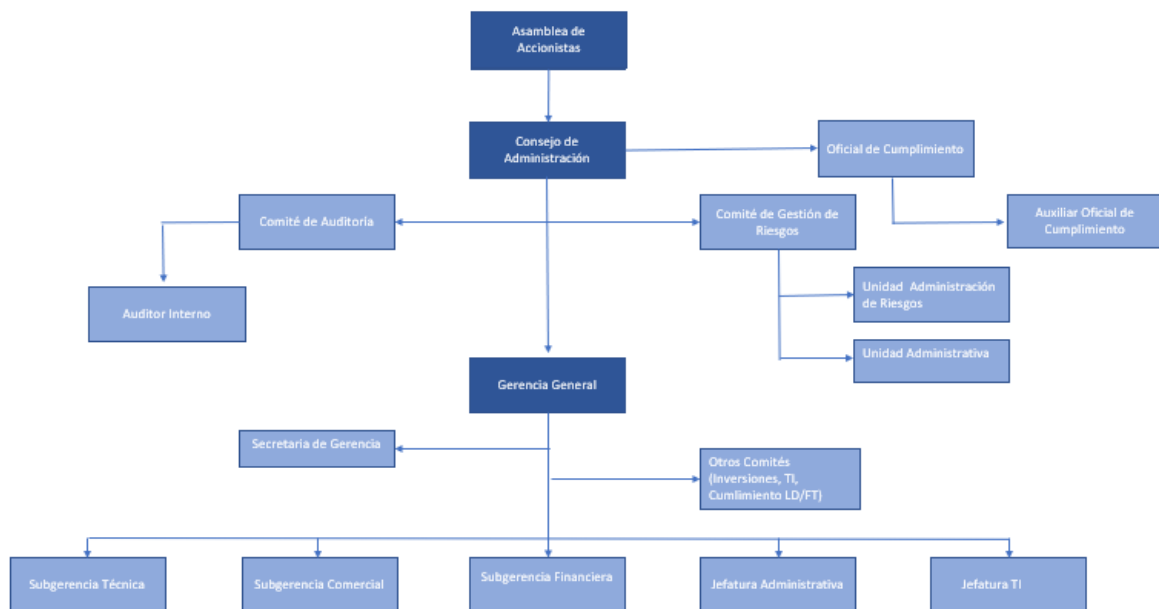 Asamblea de
Accionistas
Consejo de
Administración
Oficial de Cumplimiento
Comité de Auditoria
Comité de Gestión de
Riesgos
Auxiliar Oficial de
Cumplimiento
Unidad Administración
de Riesgos
Auditor Interno
Unidad Administrativa
Gerencia General
Secretaria de Gerencia
Otros Comités
(Inversiones, TI,
Cumlimiento LD/FT)
Subgerencia Técnica
Subgerencia Comercial
Subgerencia Financiera
Jefatura Administrativa
Jefatura TI